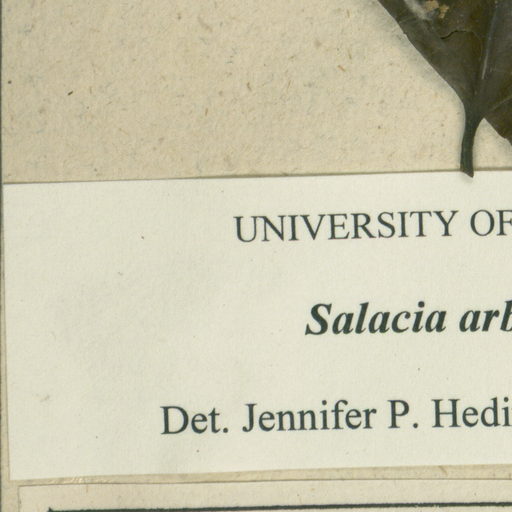 UNIVERSITY OF
Salacia arb
Det. Jennifer P. Hedi